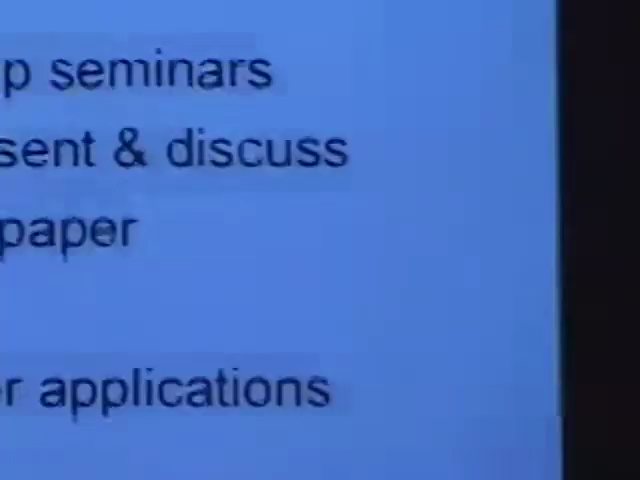 p seminars
sent & discuss
paper
r applications